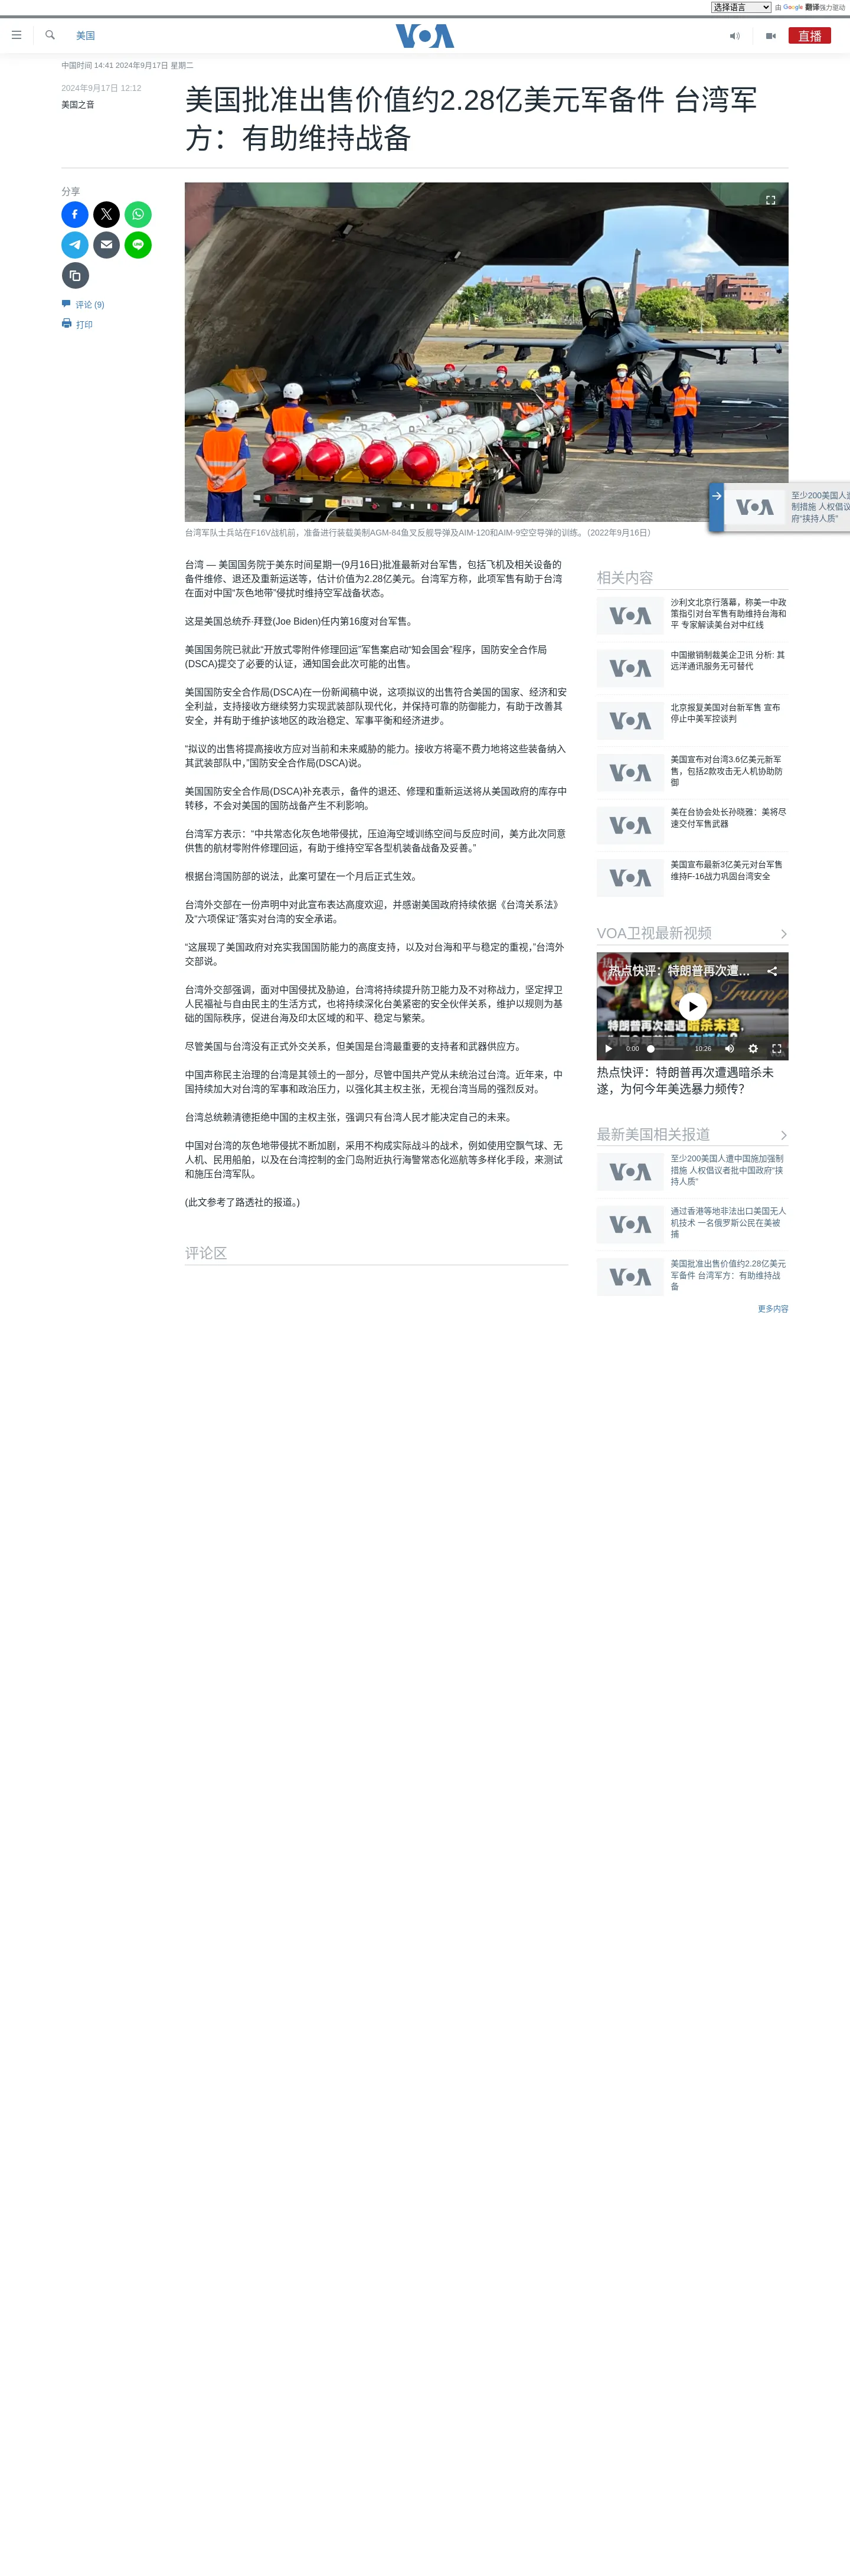 选择语言 由 Google 翻译强力驱动
美国
VOA
直播
中国时间 14:41 2024年9月17日 星期二
2024年9月17日 12:12
美国之音
美国批准出售价值约2.28亿美元军备件 台湾军
方：有助维持战备
分享
评论 (9)
打印
台湾军队士兵站在F16V战机前，准备进行装载美制AGM-84鱼叉反舰导弹及AIM-120和AIM-9空空导弹的训练。（2022年9月16日）
VOA
至少200美国人遭
制措施 人权倡议
府“挟持人质”
台湾 — 美国国务院于美东时间星期一(9月16日)批准最新对台军售，包括飞机及相关设备的
备件维修、退还及重新运送等，估计价值为2.28亿美元。台湾军方称，此项军售有助于台湾
在面对中国“灰色地带”侵扰时维持空军战备状态。
这是美国总统乔·拜登(Joe Biden)任内第16度对台军售。
美国国务院已就此“开放式零附件修理回运”军售案启动“知会国会”程序，国防安全合作局
(DSCA)提交了必要的认证，通知国会此次可能的出售。
美国国防安全合作局(DSCA)在一份新闻稿中说，这项拟议的出售符合美国的国家、经济和安
全利益，支持接收方继续努力实现武装部队现代化，并保持可靠的防御能力，有助于改善其
安全，并有助于维护该地区的政治稳定、军事平衡和经济进步。
“拟议的出售将提高接收方应对当前和未来威胁的能力。接收方将毫不费力地将这些装备纳入
其武装部队中，”国防安全合作局(DSCA)说。
美国国防安全合作局(DSCA)补充表示，备件的退还、修理和重新运送将从美国政府的库存中
转移，不会对美国的国防战备产生不利影响。
台湾军方表示：“中共常态化灰色地带侵扰，压迫海空域训练空间与反应时间，美方此次同意
供售的航材零附件修理回运，有助于维持空军各型机装备战备及妥善。”
根据台湾国防部的说法，此案可望在一个月后正式生效。
台湾外交部在一份声明中对此宣布表达高度欢迎，并感谢美国政府持续依据《台湾关系法》
及“六项保证”落实对台湾的安全承诺。
“这展现了美国政府对充实我国国防能力的高度支持，以及对台海和平与稳定的重视，”台湾外
交部说。
台湾外交部强调，面对中国侵扰及胁迫，台湾将持续提升防卫能力及不对称战力，坚定捍卫
人民福祉与自由民主的生活方式，也将持续深化台美紧密的安全伙伴关系，维护以规则为基
础的国际秩序，促进台海及印太区域的和平、稳定与繁荣。
尽管美国与台湾没有正式外交关系，但美国是台湾最重要的支持者和武器供应方。
中国声称民主治理的台湾是其领土的一部分，尽管中国共产党从未统治过台湾。近年来，中
国持续加大对台湾的军事和政治压力，以强化其主权主张，无视台湾当局的强烈反对。
台湾总统赖清德拒绝中国的主权主张，强调只有台湾人民才能决定自己的未来。
中国对台湾的灰色地带侵扰不断加剧，采用不构成实际战斗的战术，例如使用空飘气球、无
人机、民用船舶，以及在台湾控制的金门岛附近执行海警常态化巡航等多样化手段，来测试
和施压台湾军队。
(此文参考了路透社的报道。)
评论区
相关内容
VOA
沙利文北京行落幕，称美一中政
策指引对台军售有助维持台海和
平 专家解读美台对中红线
VOA
中国撤销制裁美企卫讯 分析: 其
远洋通讯服务无可替代
VOA
北京报复美国对台新军售 宣布
停止中美军控谈判
VOA
美国宣布对台湾3.6亿美元新军
售，包括2款攻击无人机协助防
御
VOA
美在台协会处长孙晓雅：美将尽
速交付军售武器
VOA
美国宣布最新3亿美元对台军售
维持F-16战力巩固台湾安全
VOA卫视最新视频
热点快评：特朗普再次遭…
特朗普再次遭遇暗杀未遂，
0:00 10:26
热点快评：特朗普再次遭遇暗杀未
遂，为何今年美选暴力频传？
最新美国相关报道
VOA
至少200美国人遭中国施加强制
措施 人权倡议者批中国政府“挟
持人质”
VOA
通过香港等地非法出口美国无人
机技术 一名俄罗斯公民在美被
捕
VOA
美国批准出售价值约2.28亿美元
军备件 台湾军方：有助维持战
备
更多内容